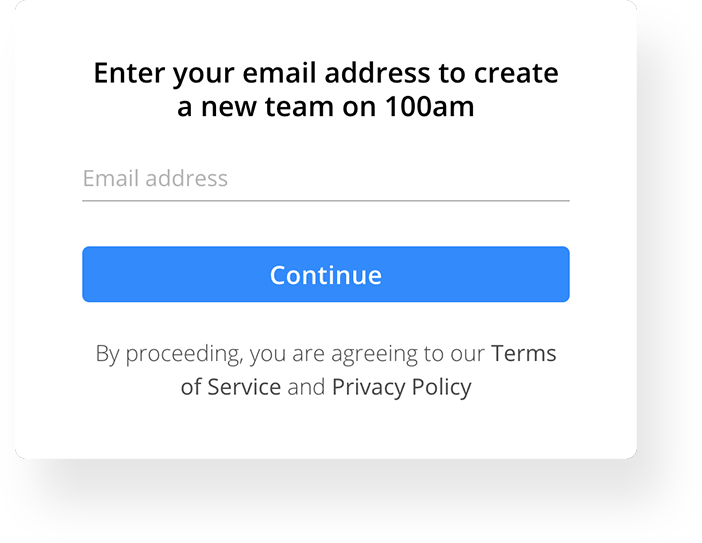 Enter your email address to create
a new team on 100am
Email address
Continue
By proceeding, you are agreeing to our Terms
of Service and Privacy Policy